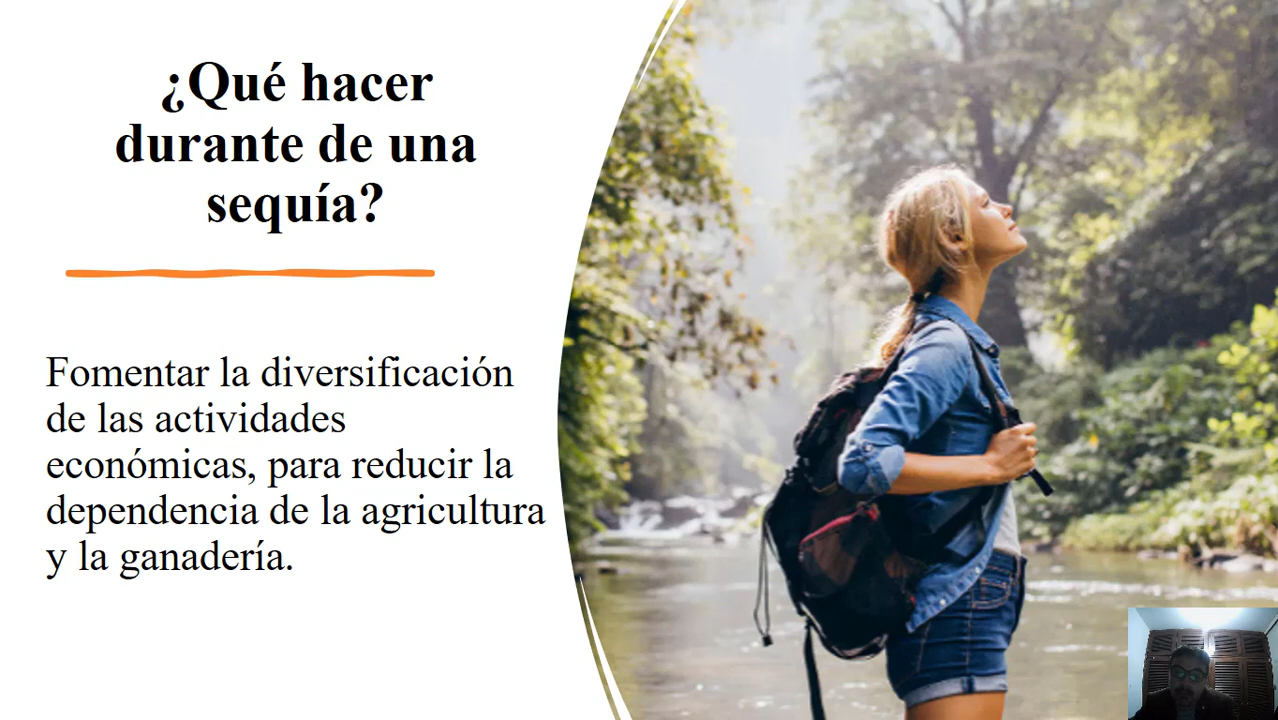 ¿Qué hacer
durante de una
sequía?
Fomentar la diversificación
de las actividades
económicas, para reducir la
dependencia de la agricultura
y la ganadería.